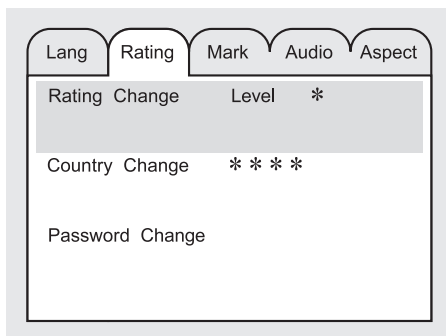 Lang Rating Mark Audio Aspect
Rating Change Level *
Country Change ****
Password Change